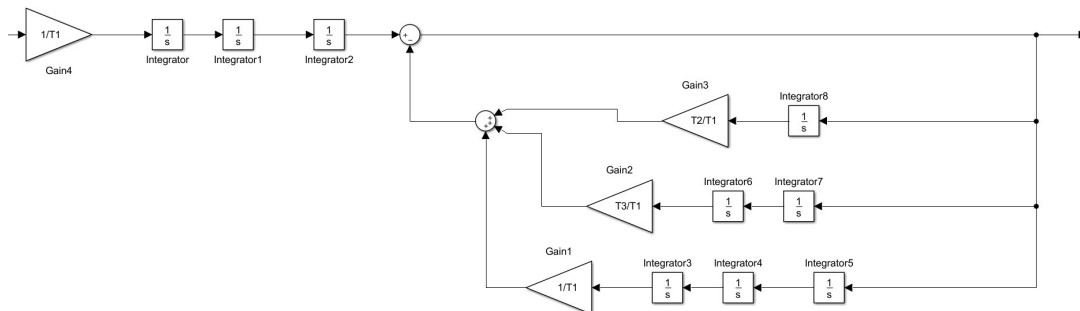 1/T1
Gain4
1
s
Integrator
1
s
Integrator1
1
s
Integrator2
+
−
Gain3
T2/T1
Integrator8
1
s
+
+
+
Gain2
T3/T1
Integrator6
1
s
Integrator7
1
s
Gain1
1/T1
Integrator3
1
s
Integrator4
1
s
Integrator5
1
s